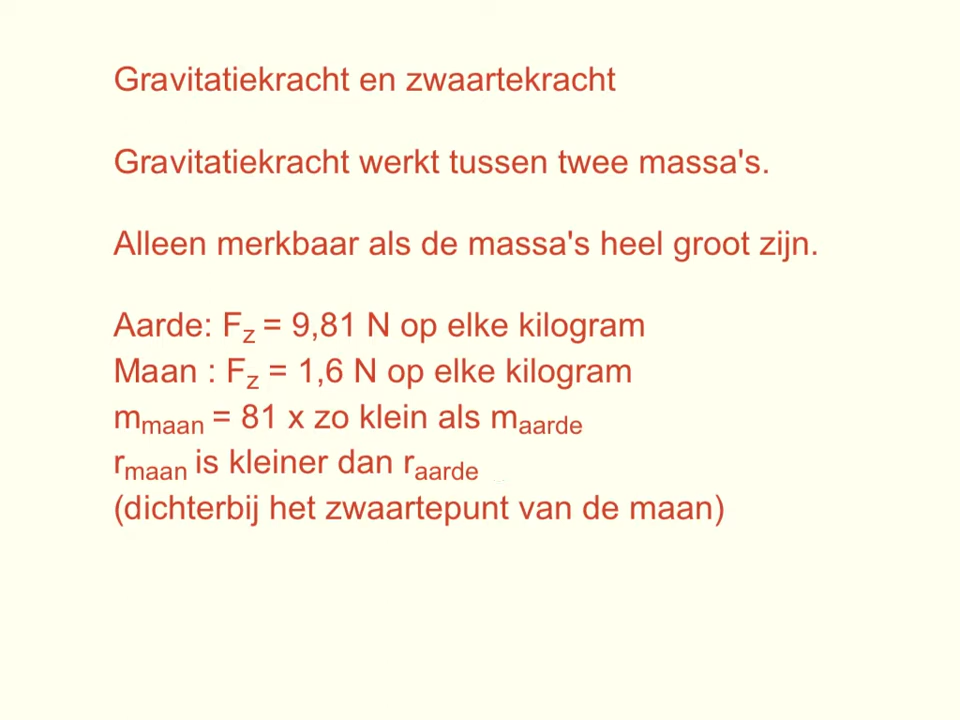 Gravitatiekracht en zwaartekracht
Gravitatiekracht werkt tussen twee massa's.
Alleen merkbaar als de massa's heel groot zijn.
Aarde: Fz = 9,81 N op elke kilogram
Maan : Fz = 1,6 N op elke kilogram
mmaan = 81 x zo klein als maarde
rmaan is kleiner dan raarde
(dichterbij het zwaartepunt van de maan)